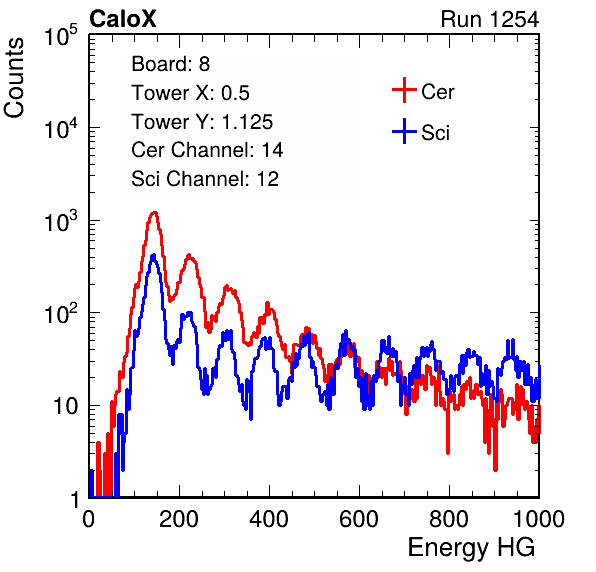 CaloX Run 1254
Counts
10^5
10^4
10^3
10^2
10
1
Board: 8
Tower X: 0.5
Tower Y: 1.125
Cer Channel: 14
Sci Channel: 12
Cer
Sci
0 200 400 600 800 1000
Energy HG